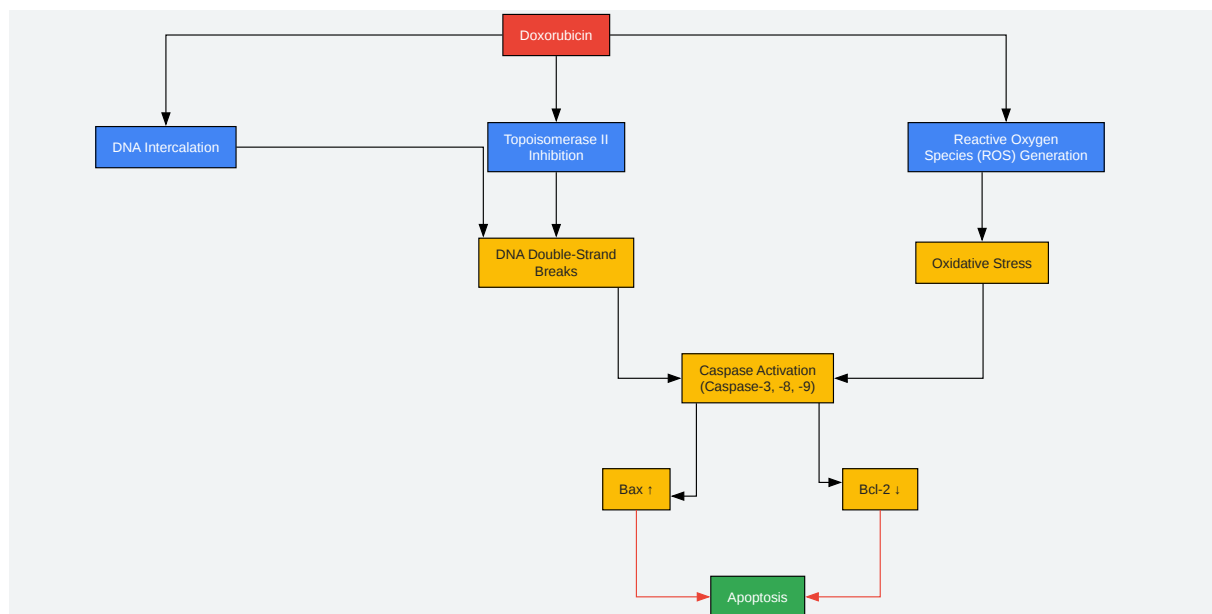 Doxorubicin
DNA Intercalation
Topoisomerase II
Inhibition
Reactive Oxygen
Species (ROS) Generation
DNA Double-Strand
Breaks
Oxidative Stress
Caspase Activation
(Caspase-3, -8, -9)
Bax ↑
Bcl-2 ↓
Apoptosis